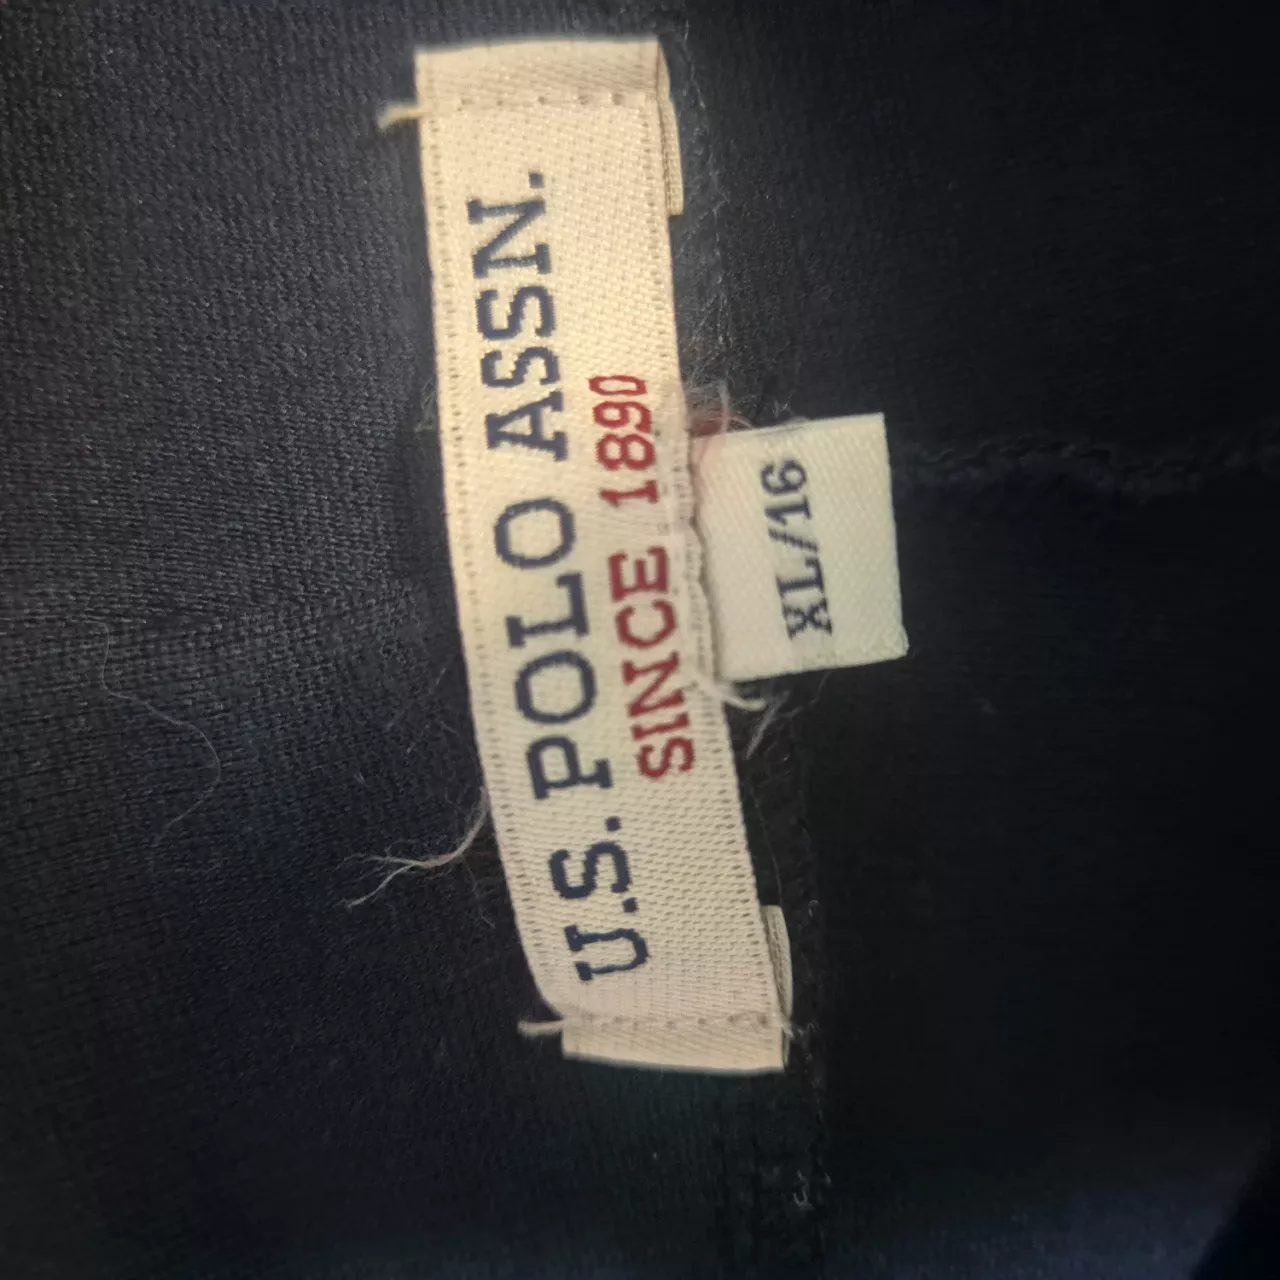 U.S. POLO ASSN.
SINCE 1890
XL/16